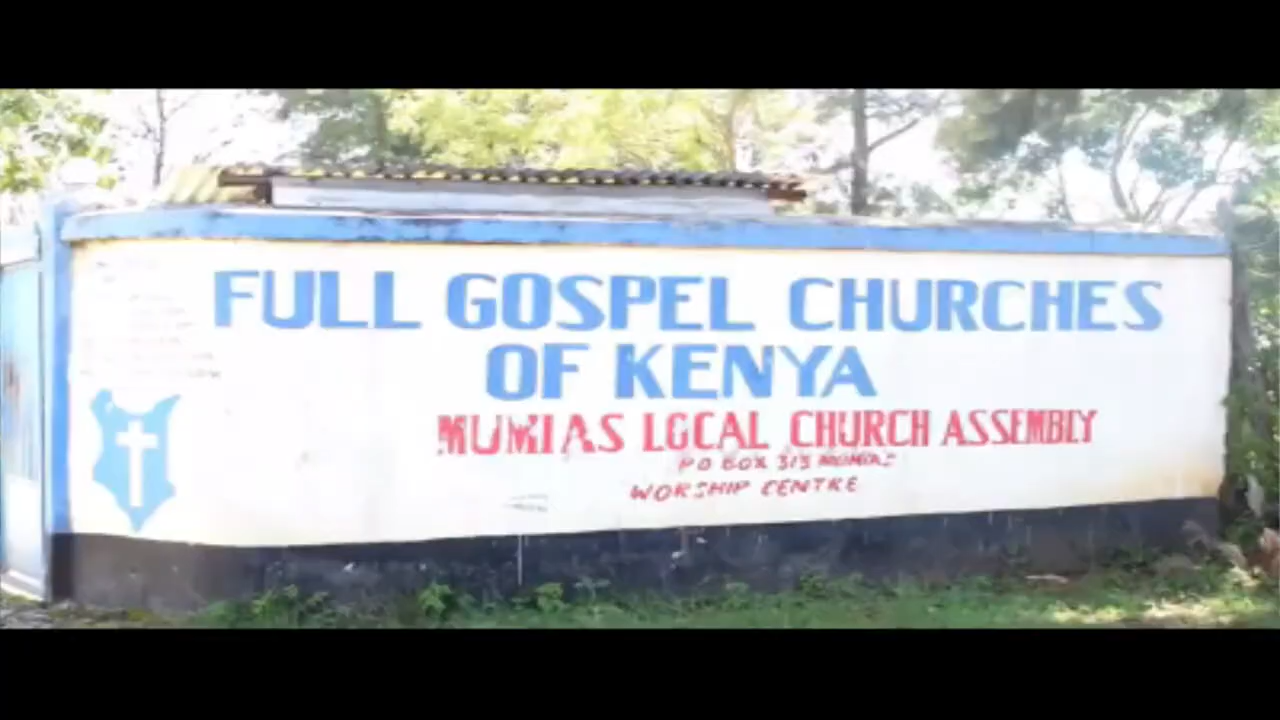 FULL GOSPEL CHURCHES
OF KENYA
MUMIAS LOCAL CHURCH ASSEMBLY
PO BOX 313 MUMIAS
WORSHIP CENTRE